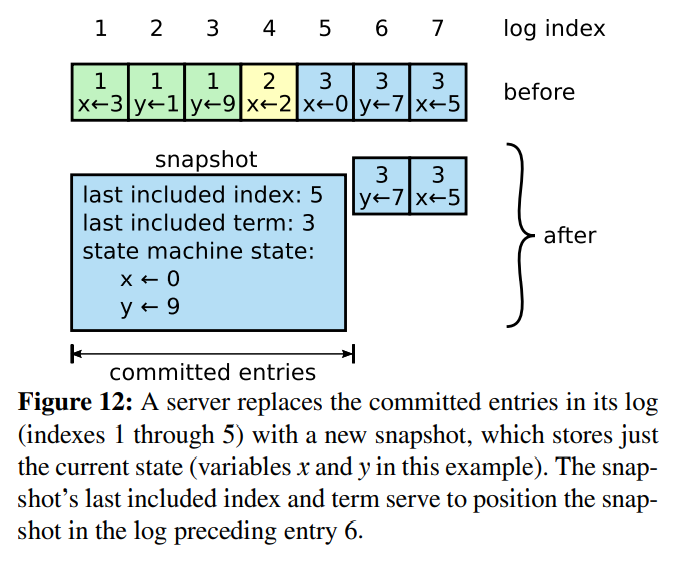 1 2 3 4 5 6 7 log index
1 1 1 2 3 3 3
x←3 y←1 y←9 x←2 x←0 y←7 x←5 before
snapshot
3 3
y←7 x←5
last included index: 5
last included term: 3
state machine state:
x ← 0
y ← 9
after
committed entries
Figure 12: A server replaces the committed entries in its log
(indexes 1 through 5) with a new snapshot, which stores just
the current state (variables x and y in this example). The snap-
shot’s last included index and term serve to position the snap-
shot in the log preceding entry 6.